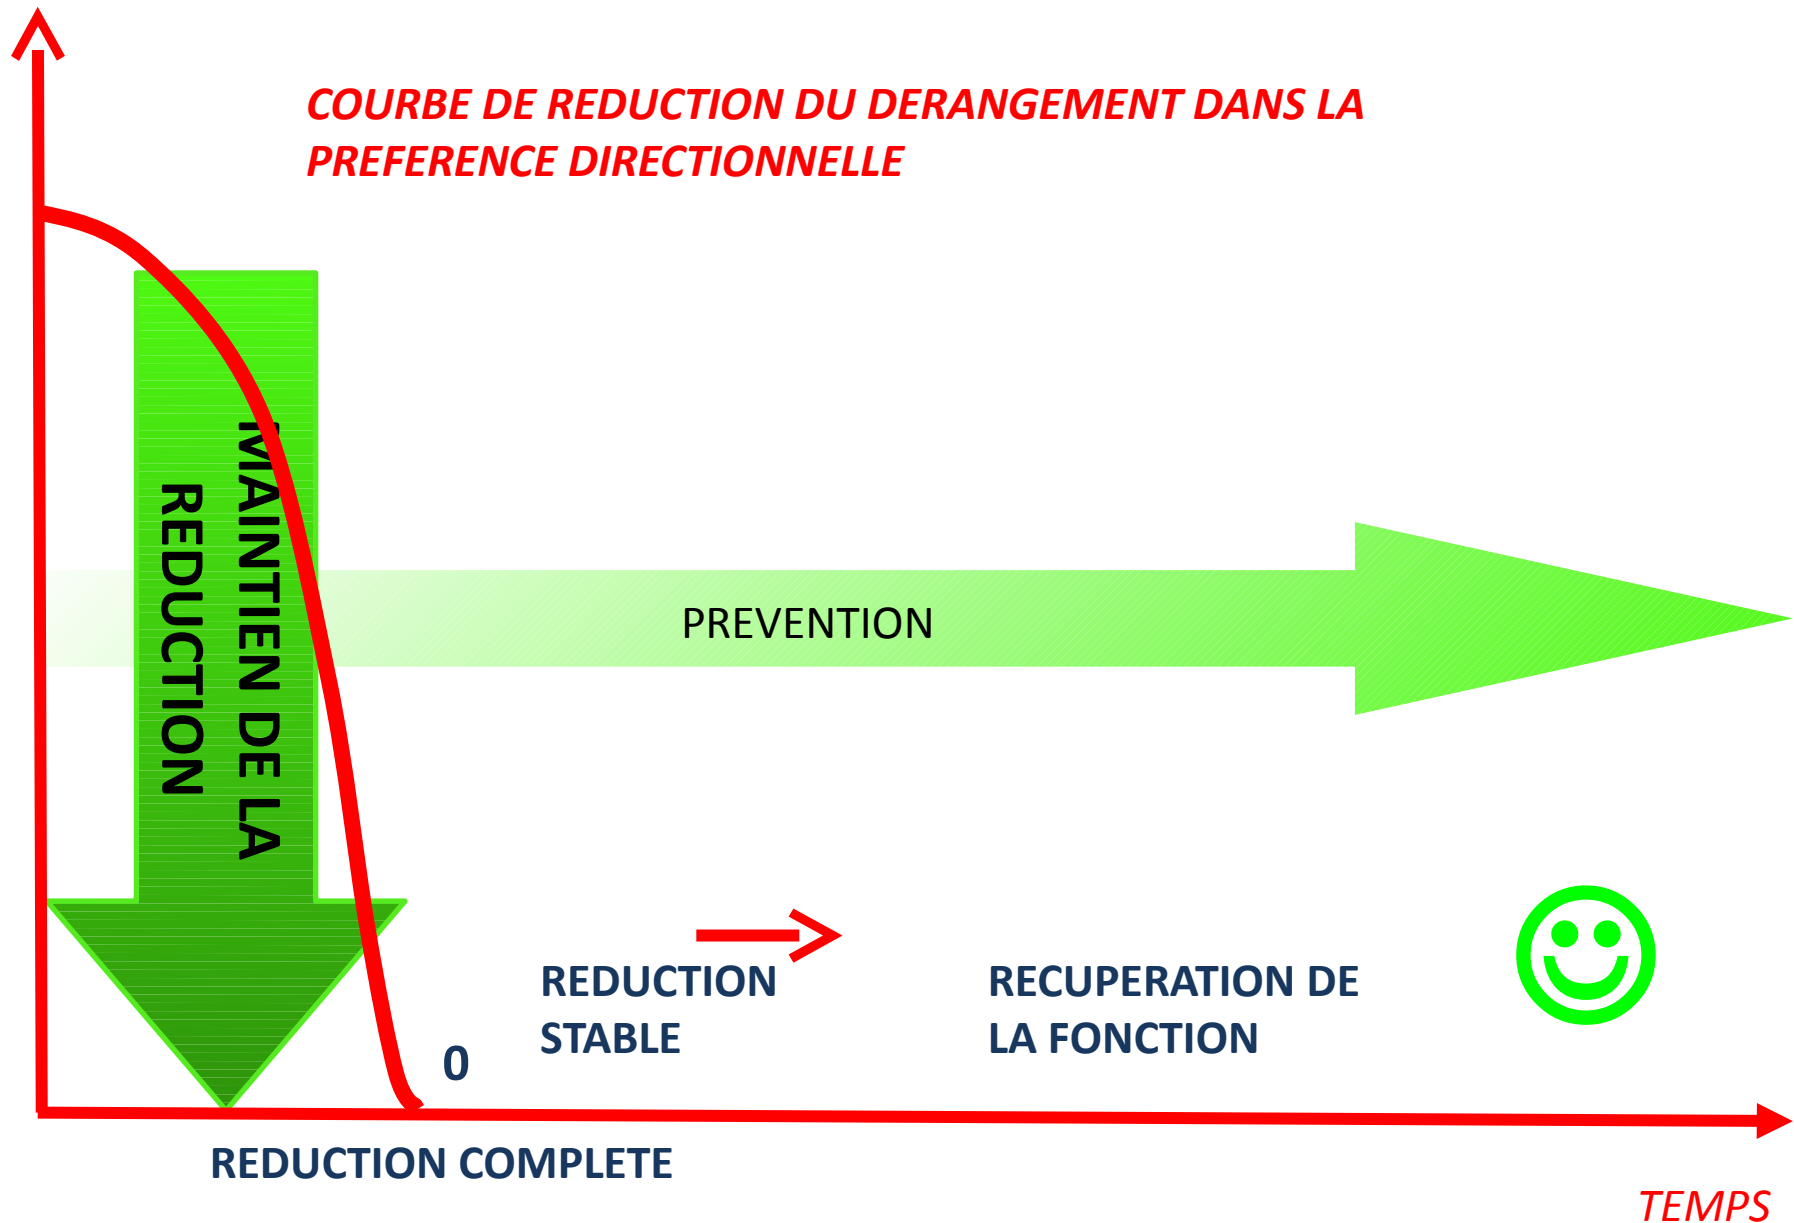 COURBE DE REDUCTION DU DERANGEMENT DANS LA
PREFERENCE DIRECTIONNELLE
MAINTIEN DE LA
REDUCTION
PREVENTION
REDUCTION
STABLE
RECUPERATION DE
LA FONCTION
0
REDUCTION COMPLETE
TEMPS